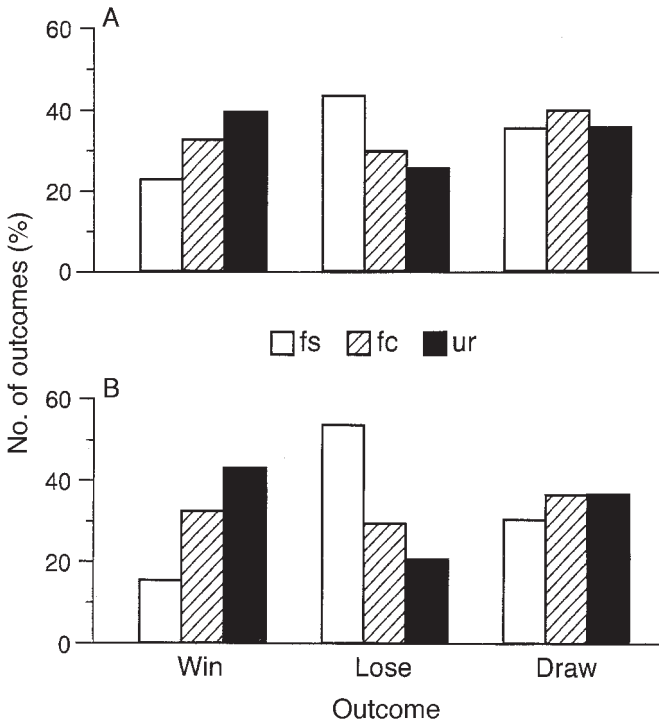 A
60
40
20
0
No. of outcomes (%)
fs fc ur
B
60
40
20
0
Win Lose Draw
Outcome